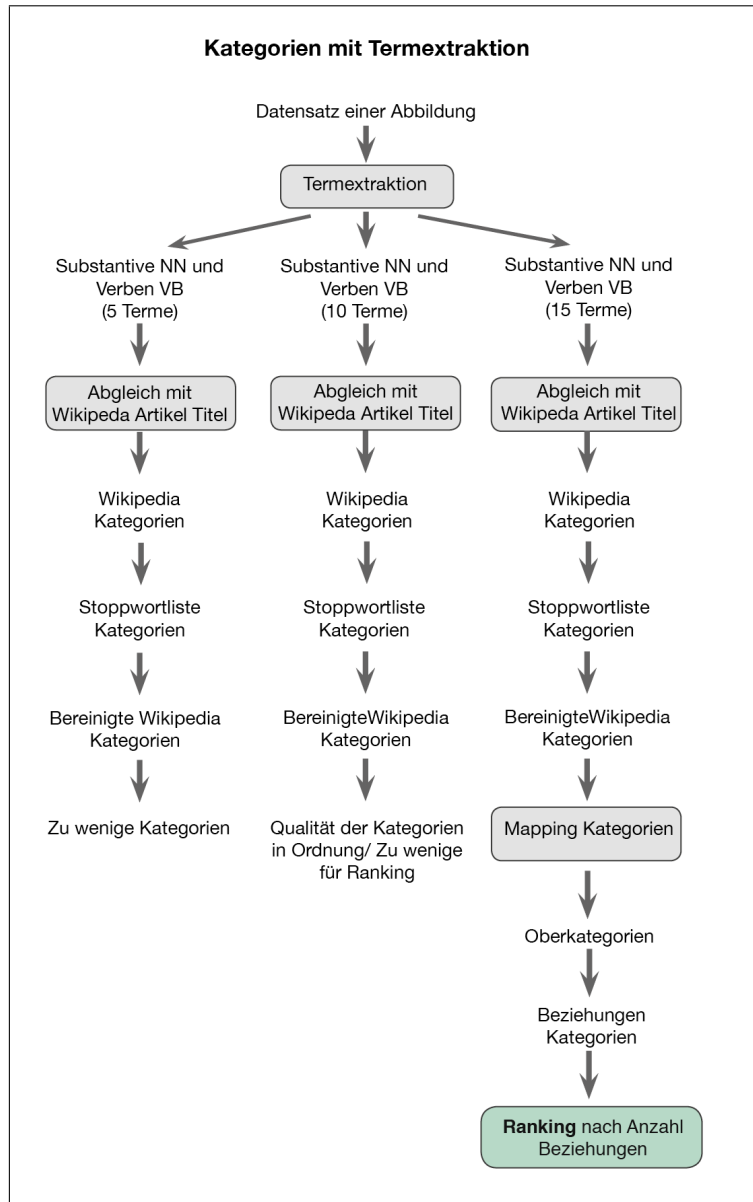 Kategorien mit Termextraktion
Datensatz einer Abbildung
Termextraktion
Substantive NN und
Verben VB
(5 Terme)
Abgleich mit
Wikipeda Artikel Titel
Wikipedia
Kategorien
Stoppwortliste
Kategorien
Bereinigte Wikipedia
Kategorien
Zu wenige Kategorien
Substantive NN und
Verben VB
(10 Terme)
Abgleich mit
Wikipeda Artikel Titel
Wikipedia
Kategorien
Stoppwortliste
Kategorien
BereinigteWikipedia
Kategorien
Qualität der Kategorien
in Ordnung/ Zu wenige
für Ranking
Substantive NN und
Verben VB
(15 Terme)
Abgleich mit
Wikipeda Artikel Titel
Wikipedia
Kategorien
Stoppwortliste
Kategorien
BereinigteWikipedia
Kategorien
Mapping Kategorien
Oberkategorien
Beziehungen
Kategorien
Ranking nach Anzahl
Beziehungen